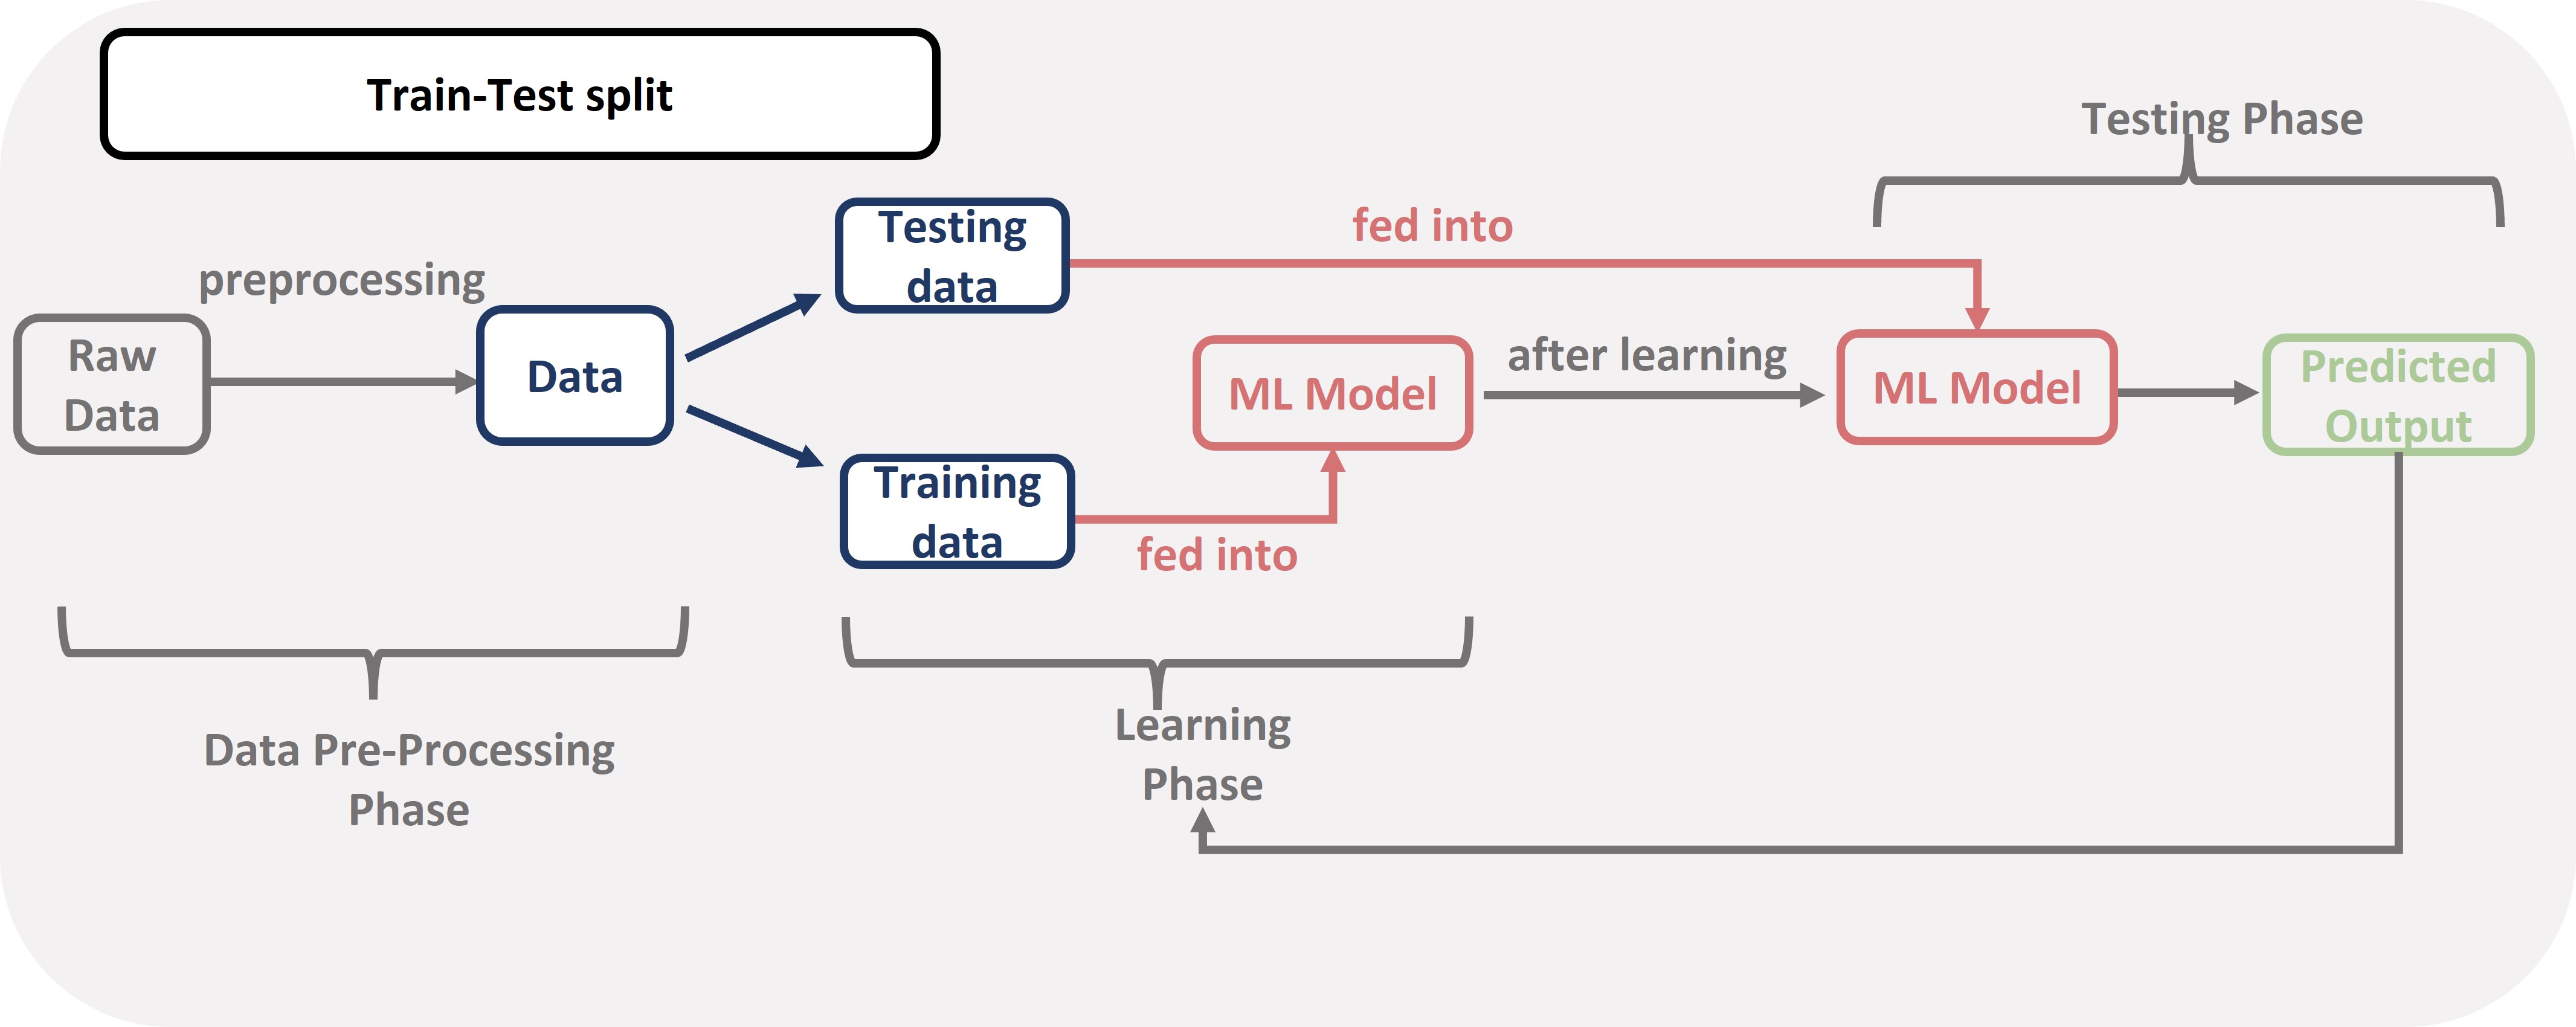 Train-Test split
Testing Phase
Testing
data
fed into
preprocessing
Raw
Data
Data
ML Model
after learning
ML Model
Predicted
Output
Training
data
fed into
Data Pre-Processing
Phase
Learning
Phase